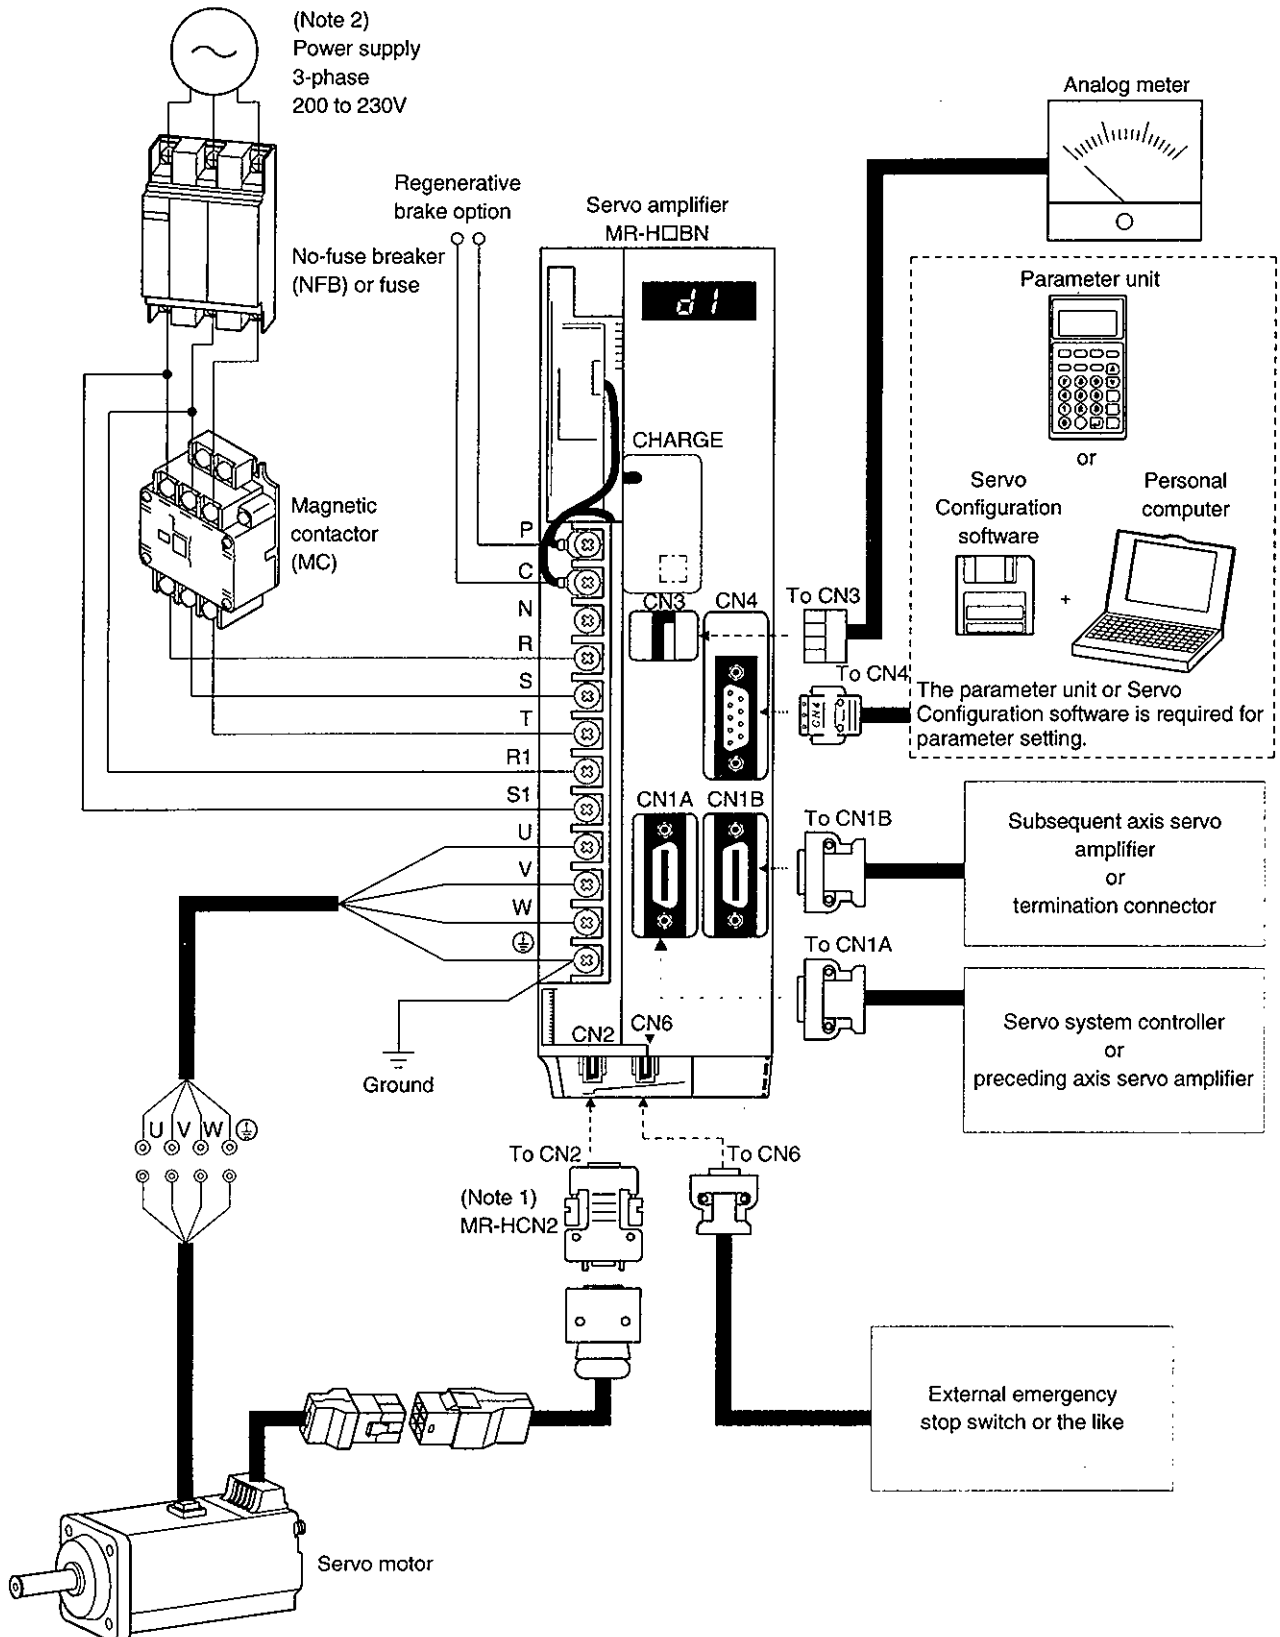 (Note 2)
Power supply
3-phase
200 to 230V
No-fuse breaker
(NFB) or fuse
Regenerative
brake option
Magnetic
contactor
(MC)
Servo amplifier
MR-H□BN
d1
CHARGE
P
C
N
R
S
T
R1
S1
U
V
W
CN3
CN4
CN1A
CN1B
CN2
CN6
Ground
Analog meter
Parameter unit
or
Servo
Configuration
software
+
Personal
computer
The parameter unit or Servo
Configuration software is required for
parameter setting.
To CN3
To CN4
CN4
To CN1B
Subsequent axis servo
amplifier
or
termination connector
To CN1A
Servo system controller
or
preceding axis servo amplifier
U V W
To CN2
(Note 1)
MR-HCN2
To CN6
External emergency
stop switch or the like
Servo motor